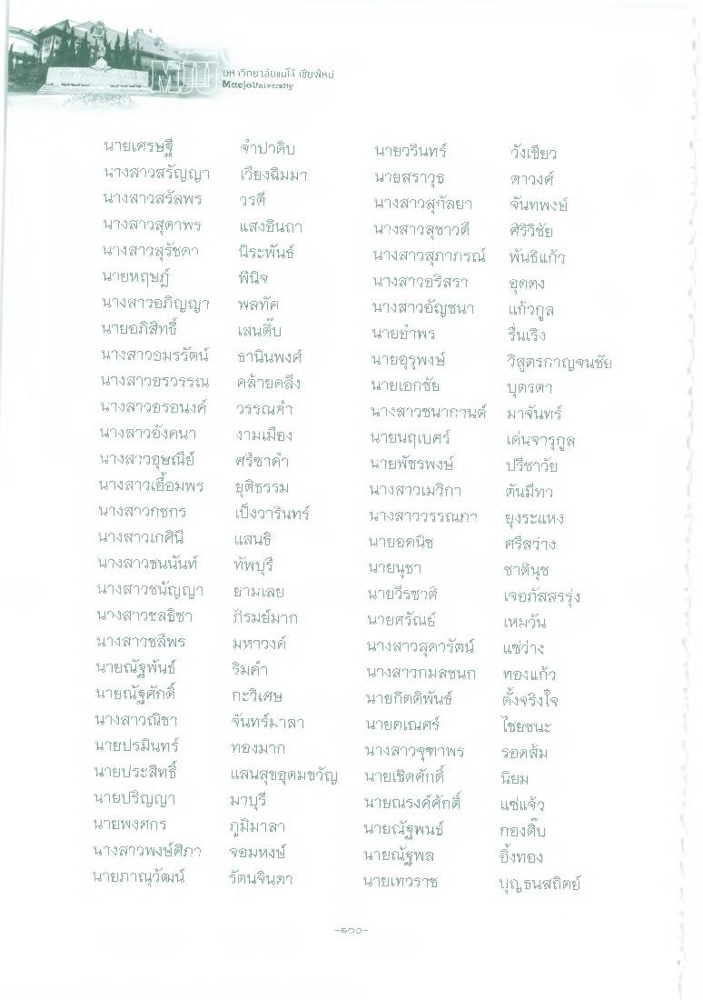 มหาวิทยาลัยแม่โจ้ เชียงใหม่
Maejo University
MJU
นายเศรษฐี จำปาดิบ
นางสาวสรัญญา เวียงฉิมมา
นางสาวสรัลพร วรดี
นางสาวสุดาพร แสงอินถา
นางสาวสุรัชดา นิระพันธ์
นายหฤษฎ์ พินิจ
นางสาวอภิญญา พลทัศ
นายอภิสิทธิ์ เสนติ๊บ
นางสาวอมรรัตน์ ธานินพงศ์
นางสาวอรวรรณ คล้ายคลึง
นางสาวอรอนงค์ วรรณคำ
นางสาวอังคนา งามเมือง
นางสาวอุษณีย์ ศรีชาคำ
นางสาวเอื้อมพร ยุติธรรม
นางสาวกชกร เป็งวารินทร์
นางสาวเกศินี แสนธิ
นางสาวชนนันท์ ทัพบุรี
นางสาวชนัญญา ยามเลย
นางสาวชลธิชา ภิรมย์มาก
นางสาวชลีพร มหาวงค์
นายณัฐพันธ์ ริมคำ
นายณัฐศักดิ์ กะวิเศษ
นางสาวณิชา จันทร์มาลา
นายปรมินทร์ ทองมาก
นายประสิทธิ์ แสนสุขอุดมขวัญ
นายปริญญา มาบุรี
นายพงศกร ภูมิมาลา
นางสาวพงษ์ศิภา จอมหงษ์
นายภาณุวัฒน์ รัตนจินดา
นายวรินทร์ วังเขียว
นายสราวุธ ดาวงศ์
นางสาวสุกัลยา จันทพงษ์
นางสาวสุชาวดี ศิริวิชัย
นางสาวสุภาภรณ์ พันธิแก้ว
นางสาวอริสรา อุตตง
นางสาวอัญชนา แก้วกูล
นายอำพร รื่นเริง
นายอุรุพงษ์ วิสูตรกาญจนชัย
นายเอกชัย บุตรตา
นางสาวชนากานต์ มาจันทร์
นายนฤเบศร์ เด่นจารุกูล
นายพัชรพงษ์ ปรีชาวัย
นางสาวเมวิกา ตันมีทา
นางสาววรรณภา ยุงระแหง
นายอคนิช ศรีสว่าง
นายนุชา ชาตินุช
นายวีรชาติ เจอภัสสรรุ่ง
นายศรัณย์ เหมวัน
นางสาวสุดารัตน์ แซ่ว่าง
นางสาวกมลชนก ทองแก้ว
นายกิตติพันธ์ ตั้งจริงใจ
นายคเณศร์ ไชยชนะ
นางสาวจุฑาพร รอดส้ม
นายเชิดศักดิ์ นิยม
นายณรงค์ศักดิ์ แซ่แจ้ว
นายณัฐพนธ์ กองติ๊บ
นายณัฐพล อิ้งทอง
นายเทวราช บุญธนสถิตย์
-๑๐๐-